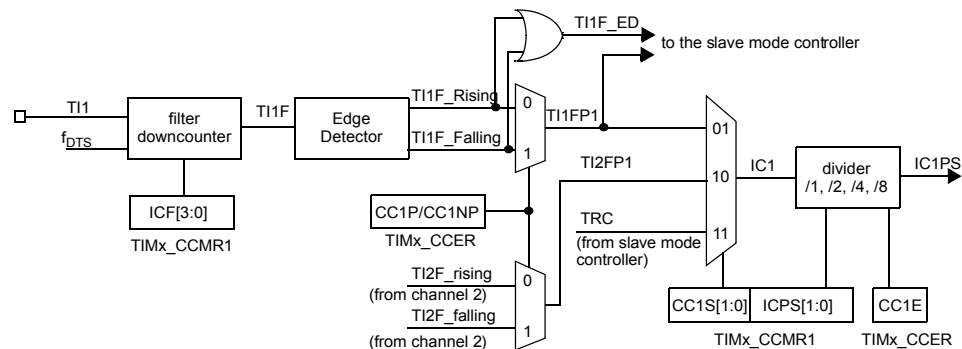 TI1F_ED
to the slave mode controller
TI1
f_DTS
filter
downcounter
TI1F
Edge
Detector
TI1F_Rising
TI1F_Falling
0
1
TI1FP1
TI2FP1
TRC
(from slave mode
controller)
01
10
11
IC1
divider
/1, /2, /4, /8
IC1PS
ICF[3:0]
TIMx_CCMR1
CC1P/CC1NP
TIMx_CCER
TI2F_rising
(from channel 2)
TI2F_falling
(from channel 2)
0
1
CC1S[1:0]
ICPS[1:0]
TIMx_CCMR1
CC1E
TIMx_CCER